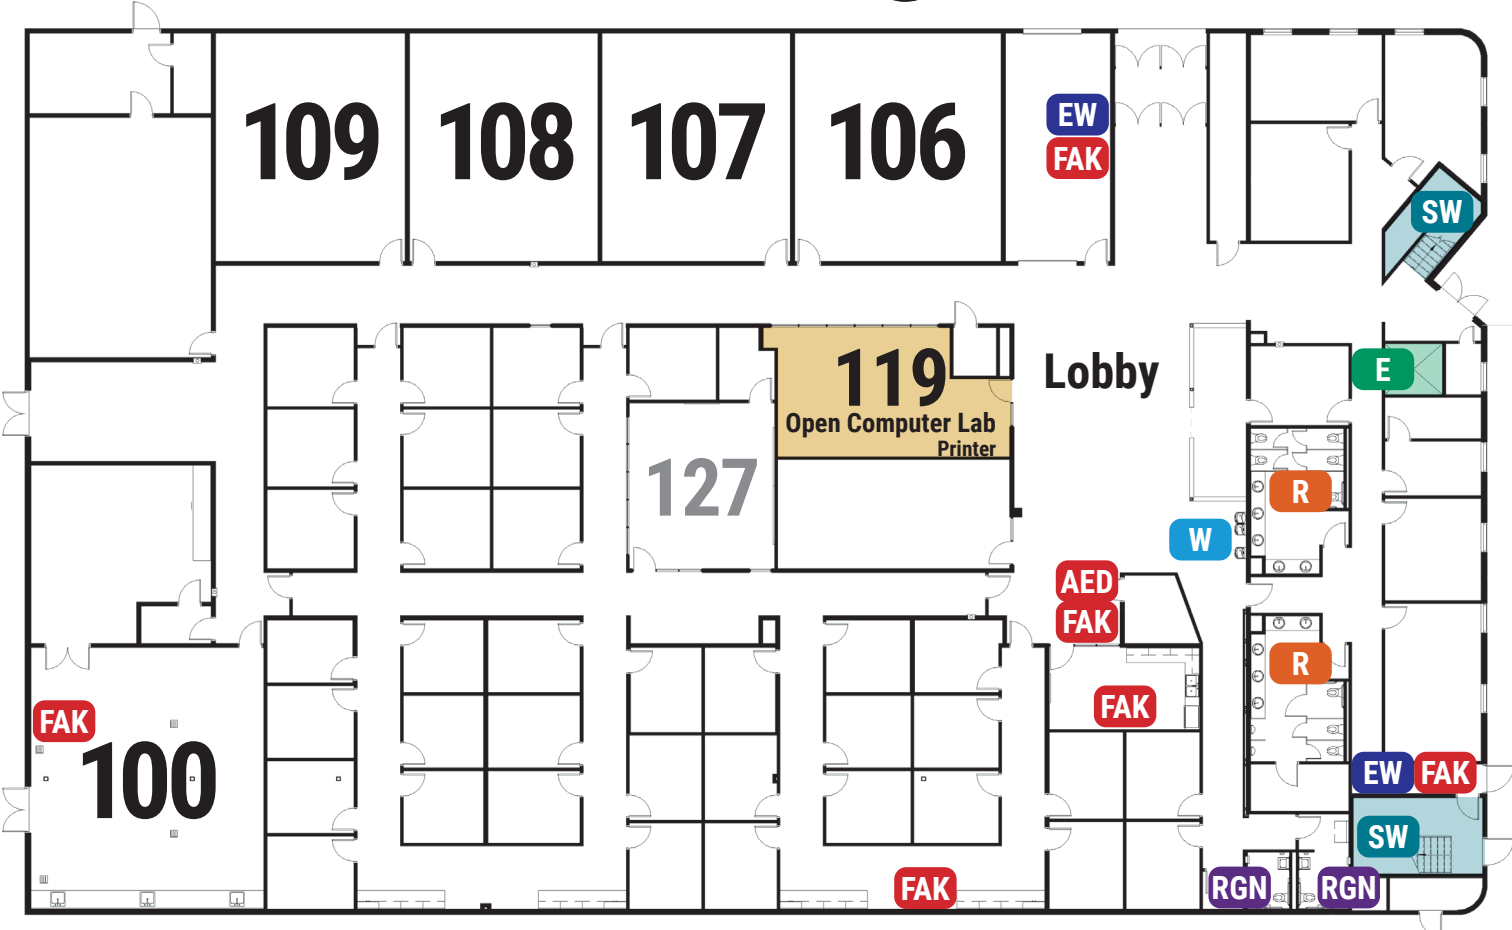 109
108
107
106
EW
FAK
SW
119
Open Computer Lab
Printer
Lobby
E
127
R
W
AED
FAK
R
FAK
FAK
100
EW
FAK
SW
FAK
RGN
RGN